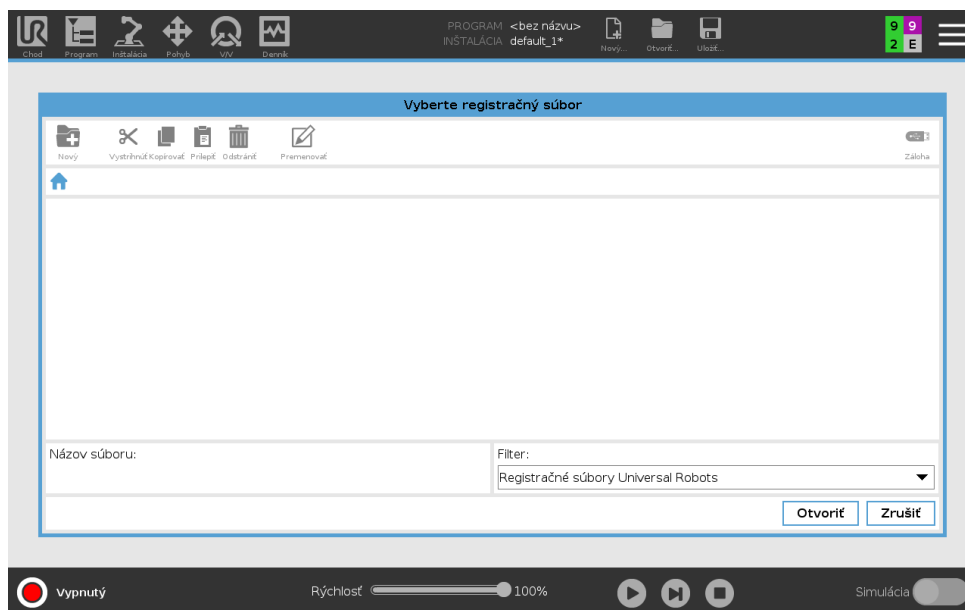 PROGRAM <bez názvu>
INŠTALÁCIA default_1*
Chod Program Inštalácia Pohyb V/V Denník Nový... Otvoriť... Uložiť...
9 9
2 E
Vyberte registračný súbor
Nový Vystrihnúť Kopírovať Prilepiť Odstrániť Premenovať Záloha
Názov súboru: Filter:
Registračné súbory Universal Robots
Otvoriť Zrušiť
Vypnutý Rýchlosť 100% Simulácia